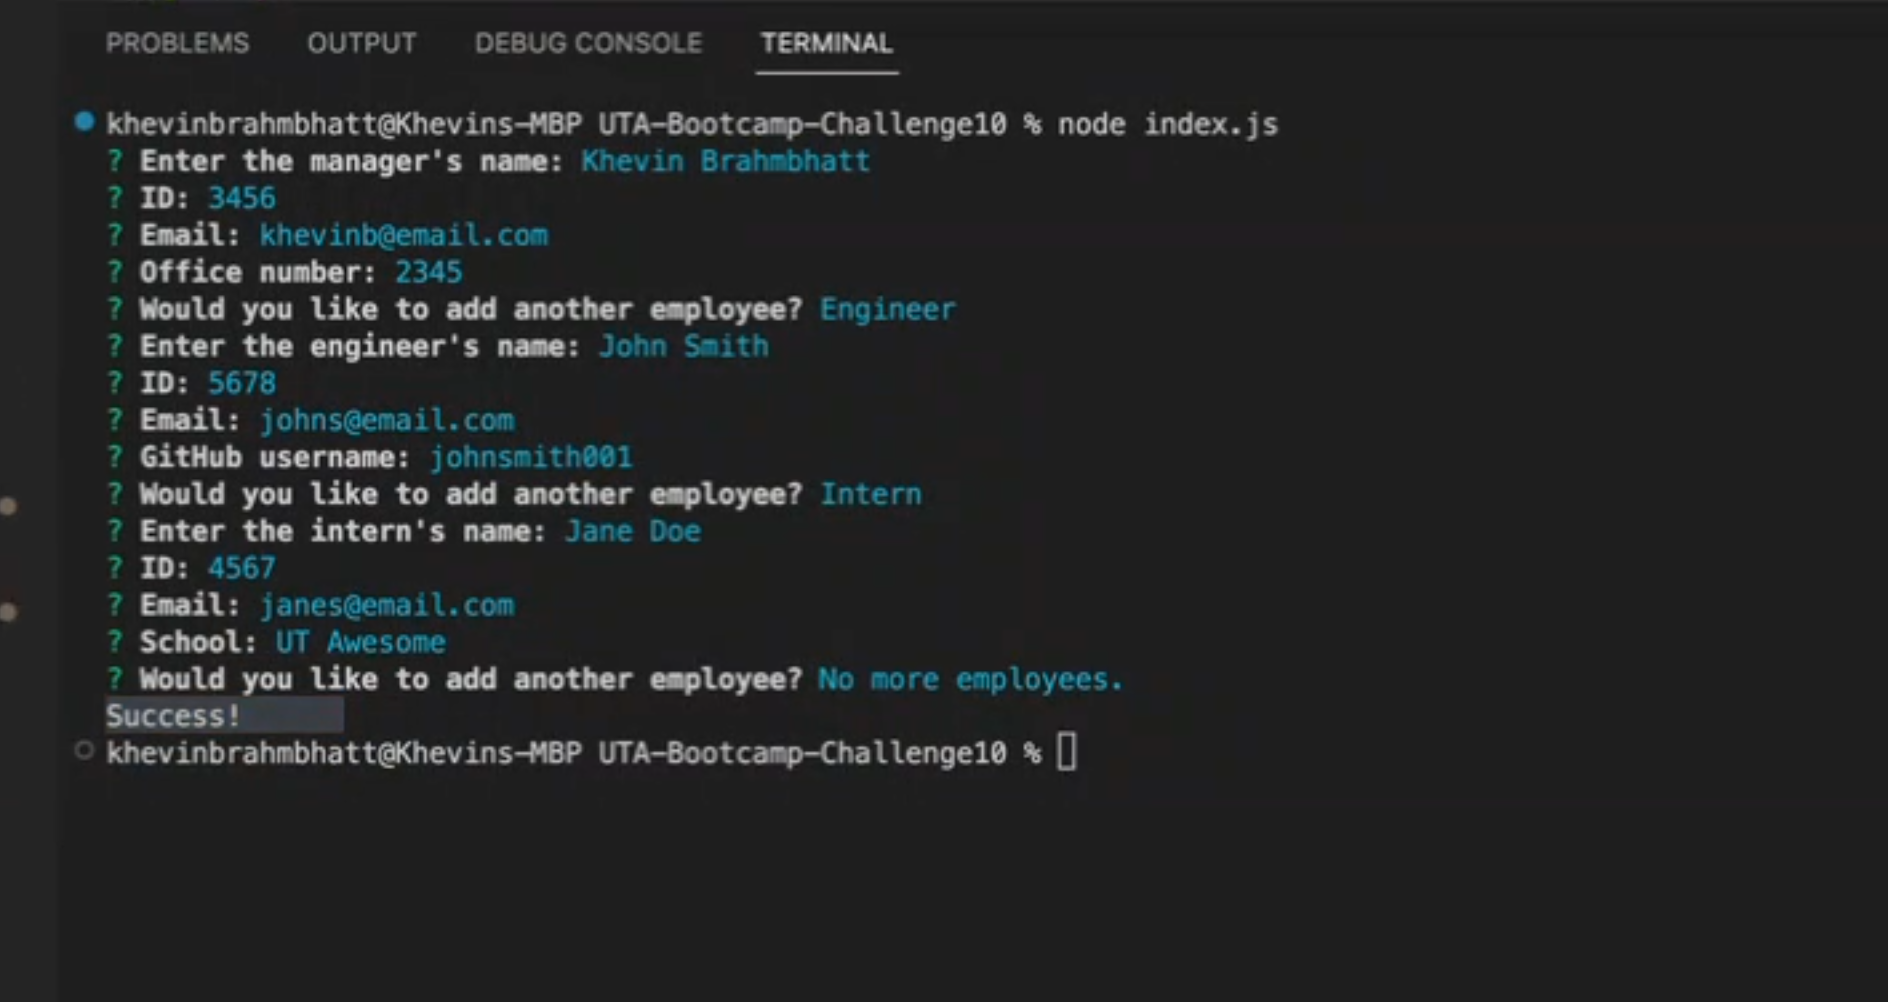 PROBLEMS OUTPUT DEBUG CONSOLE TERMINAL
khevinbrahmbhatt@Khevins-MBP UTA-Bootcamp-Challenge10 % node index.js
? Enter the manager's name: Khevin Brahmbhatt
? ID: 3456
? Email: khevinb@email.com
? Office number: 2345
? Would you like to add another employee? Engineer
? Enter the engineer's name: John Smith
? ID: 5678
? Email: johns@email.com
? GitHub username: johnsmith001
? Would you like to add another employee? Intern
? Enter the intern's name: Jane Doe
? ID: 4567
? Email: janes@email.com
? School: UT Awesome
? Would you like to add another employee? No more employees.
Success!
khevinbrahmbhatt@Khevins-MBP UTA-Bootcamp-Challenge10 %